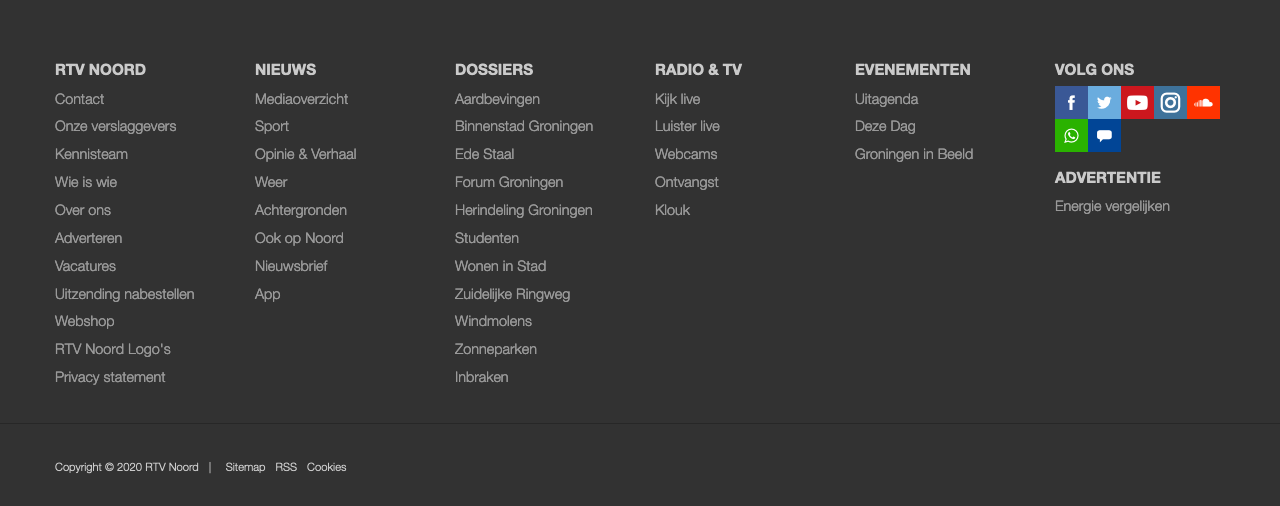 RTV NOORD
Contact
Onze verslaggevers
Kennisteam
Wie is wie
Over ons
Adverteren
Vacatures
Uitzending nabestellen
Webshop
RTV Noord Logo's
Privacy statement
NIEUWS
Mediaoverzicht
Sport
Opinie & Verhaal
Weer
Achtergronden
Ook op Noord
Nieuwsbrief
App
DOSSIERS
Aardbevingen
Binnenstad Groningen
Ede Staal
Forum Groningen
Herindeling Groningen
Studenten
Wonen in Stad
Zuidelijke Ringweg
Windmolens
Zonneparken
Inbraken
RADIO & TV
Kijk live
Luister live
Webcams
Ontvangst
Klouk
EVENEMENTEN
Uitagenda
Deze Dag
Groningen in Beeld
VOLG ONS
ADVERTENTIE
Energie vergelijken
Copyright © 2020 RTV Noord | Sitemap RSS Cookies